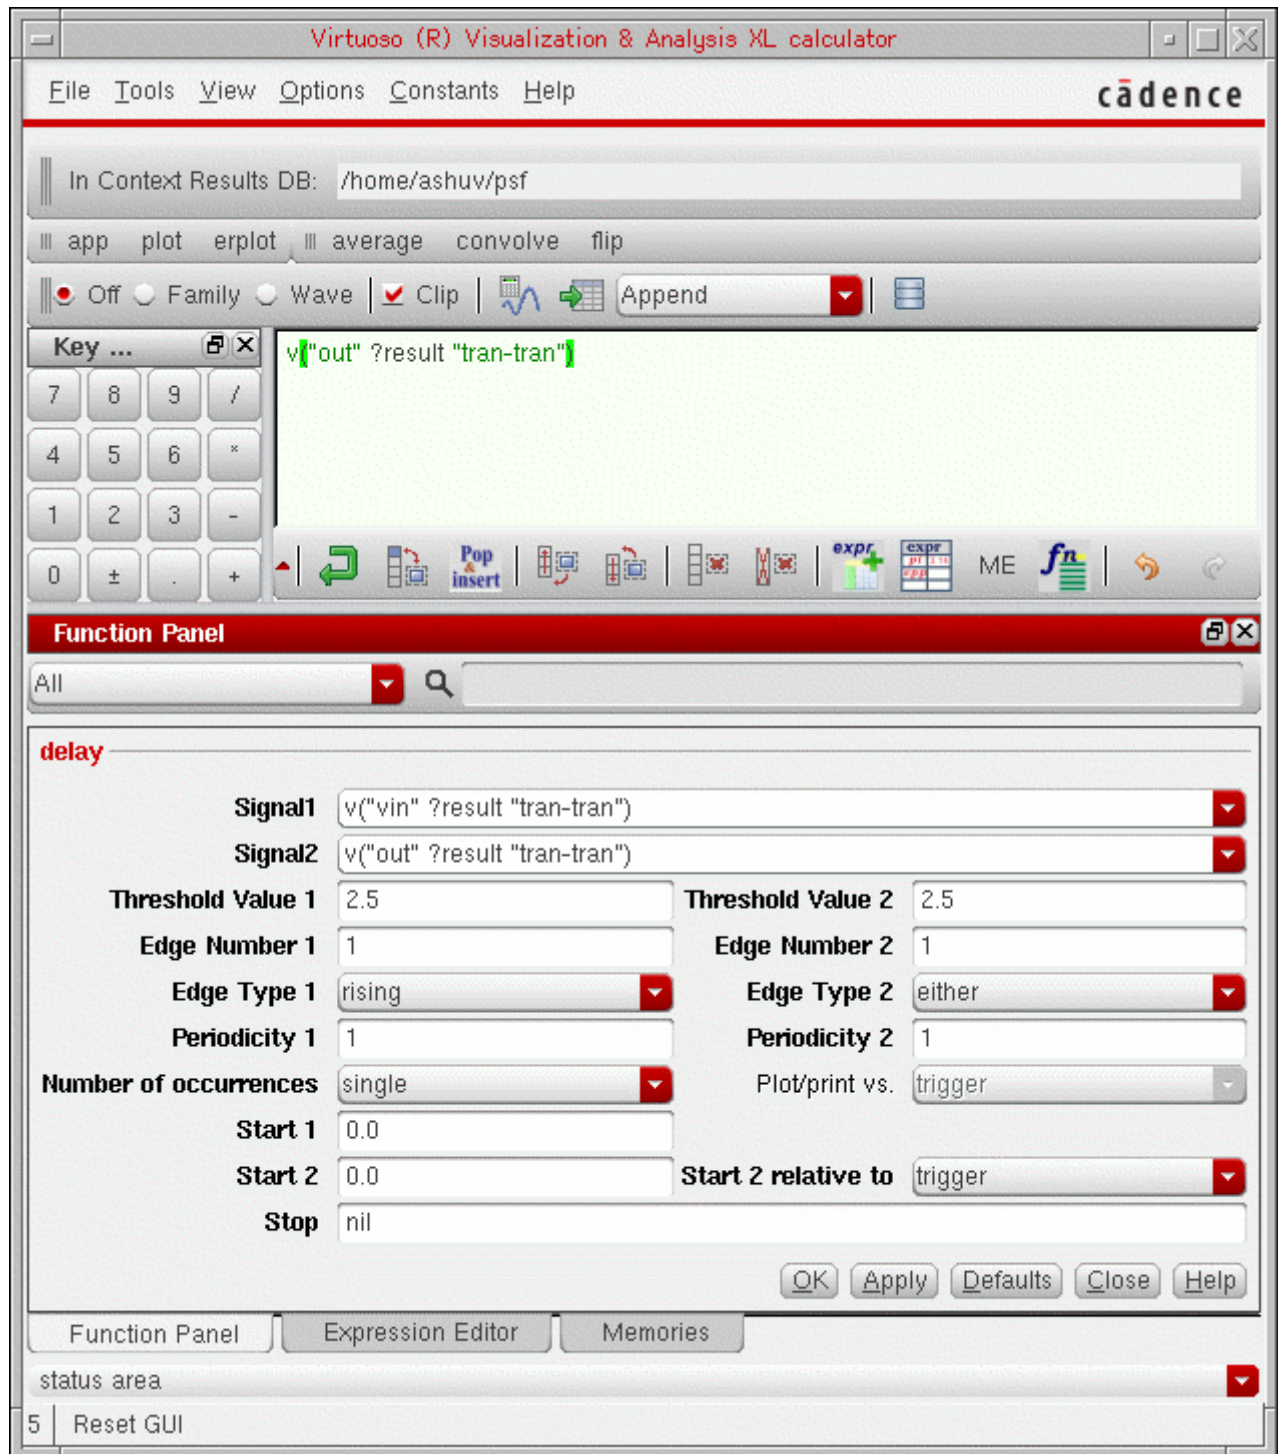 Virtuoso (R) Visualization & Analysis XL calculator
File Tools View Options Constants Help cādence
In Context Results DB: /home/ashuv/psf
app plot erplot average convolve flip
Off Family Wave Clip Append
Key ...
v("out" ?result "tran-tran")
7 8 9 /
4 5 6 *
1 2 3 -
0 ± . +
Pop & insert expr expr ME fn
Function Panel
All
delay
Signal1 v("vin" ?result "tran-tran")
Signal2 v("out" ?result "tran-tran")
Threshold Value 1 2.5 Threshold Value 2 2.5
Edge Number 1 1 Edge Number 2 1
Edge Type 1 rising Edge Type 2 either
Periodicity 1 1 Periodicity 2 1
Number of occurrences single Plot/print vs. trigger
Start 1 0.0
Start 2 0.0 Start 2 relative to trigger
Stop nil
OK Apply Defaults Close Help
Function Panel Expression Editor Memories
status area
5 Reset GUI